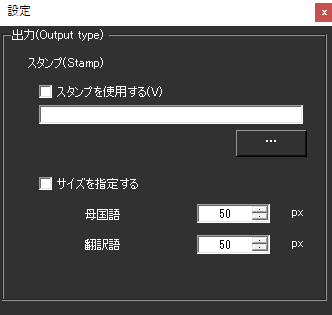 設定
x
出力(Output type)
スタンプ(Stamp)
スタンプを使用する(V)
...
サイズを指定する
母国語 50 px
翻訳語 50 px